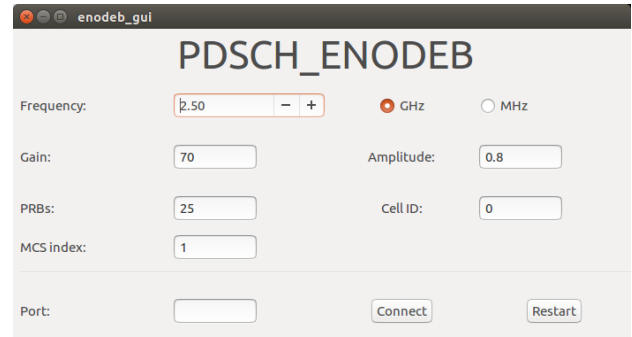 enodeb_gui
PDSCH_ENODEB
Frequency: 2.50 − + GHz MHz
Gain: 70 Amplitude: 0.8
PRBs: 25 Cell ID: 0
MCS index: 1
Port: Connect Restart